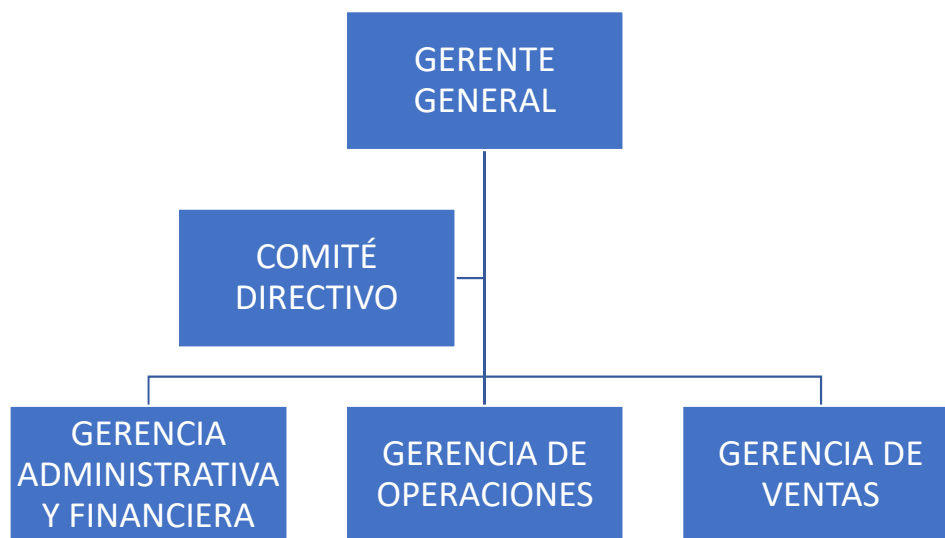 GERENTE
GENERAL
COMITÉ
DIRECTIVO
GERENCIA
ADMINISTRATIVA
Y FINANCIERA
GERENCIA DE
OPERACIONES
GERENCIA DE
VENTAS